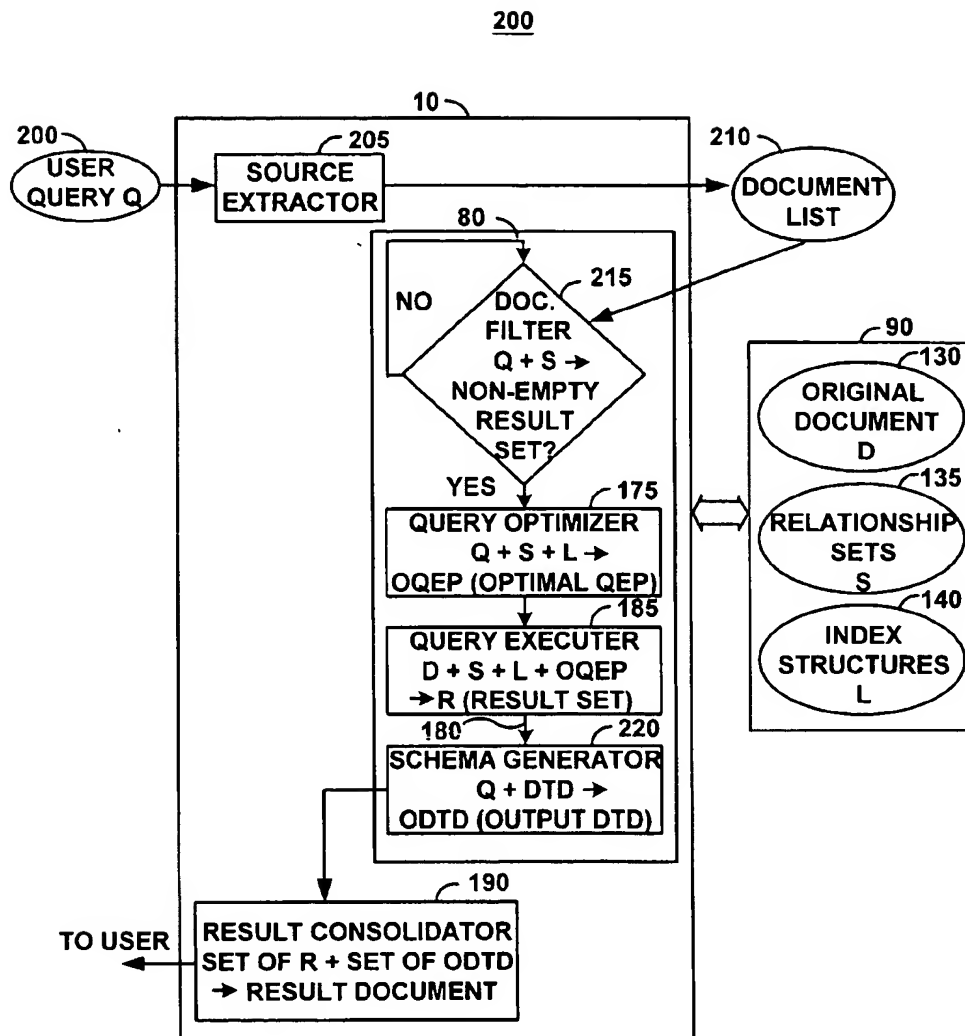 200
10
200
USER
QUERY Q
205
SOURCE
EXTRACTOR
210
DOCUMENT
LIST
80
215
NO
DOC.
FILTER
Q + S →
NON-EMPTY
RESULT
SET?
YES
90
130
ORIGINAL
DOCUMENT
D
135
RELATIONSHIP
SETS
S
140
INDEX
STRUCTURES
L
175
QUERY OPTIMIZER
Q + S + L →
OQEP (OPTIMAL QEP)
185
QUERY EXECUTER
D + S + L + OQEP
→ R (RESULT SET)
180
220
SCHEMA GENERATOR
Q + DTD →
ODTD (OUTPUT DTD)
190
TO USER
RESULT CONSOLIDATOR
SET OF R + SET OF ODTD
→ RESULT DOCUMENT